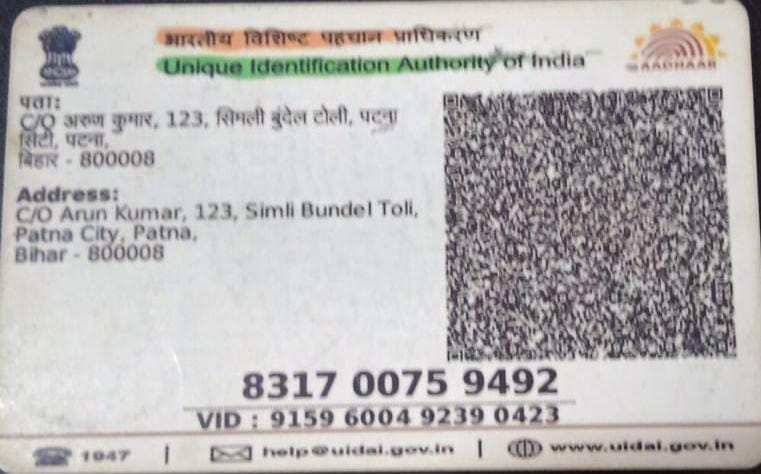 भारतीय विशिष्ट पहचान प्राधिकरण
Unique Identification Authority of India
AADHAAR
पता:
C/O अरुण कुमार, 123, सिमली बुंदेल टोली, पटना
सिटी, पटना,
बिहार - 800008
Address:
C/O Arun Kumar, 123, Simli Bundel Toli,
Patna City, Patna,
Bihar - 800008
8317 0075 9492
VID : 9159 6004 9239 0423
1947 | help@uidai.gov.in | www.uidai.gov.in